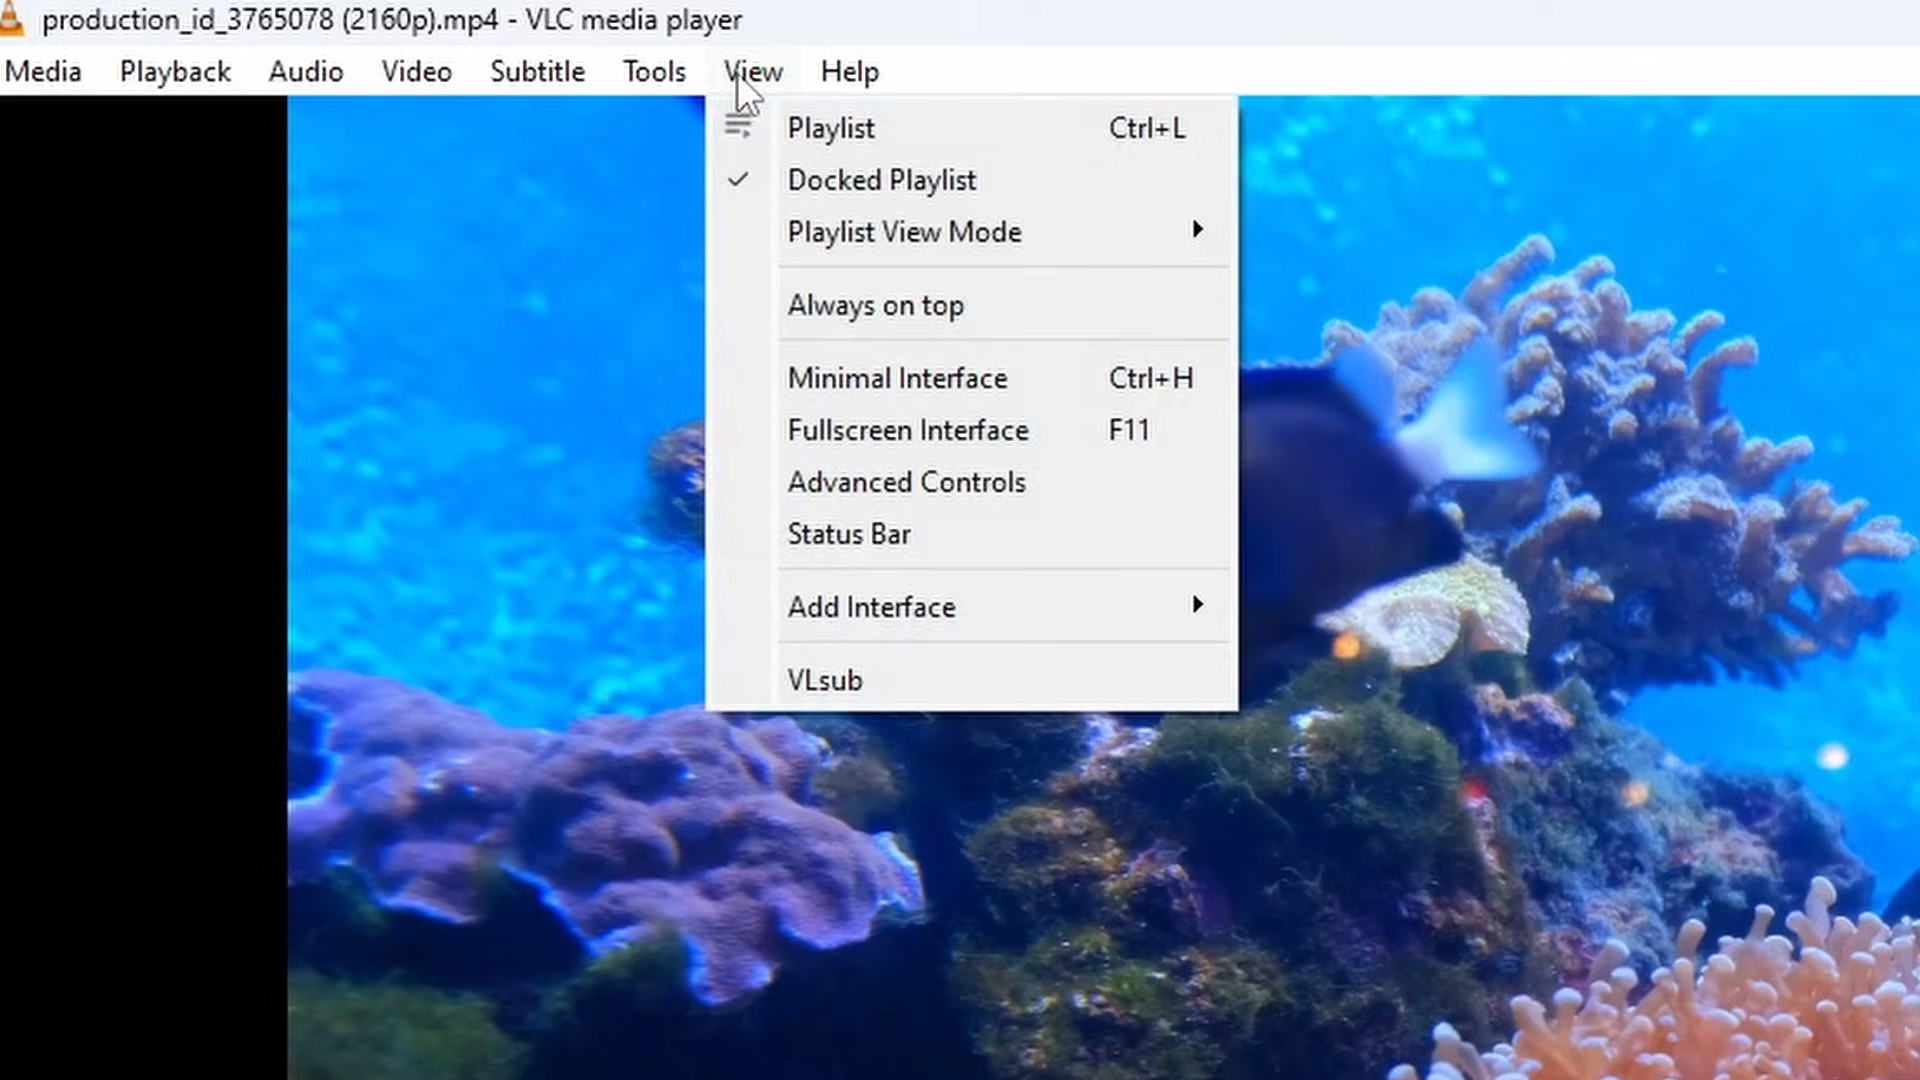 production_id_3765078 (2160p).mp4 - VLC media player
Media Playback Audio Video Subtitle Tools View Help
Playlist Ctrl+L
Docked Playlist
Playlist View Mode
Always on top
Minimal Interface Ctrl+H
Fullscreen Interface F11
Advanced Controls
Status Bar
Add Interface
VLsub